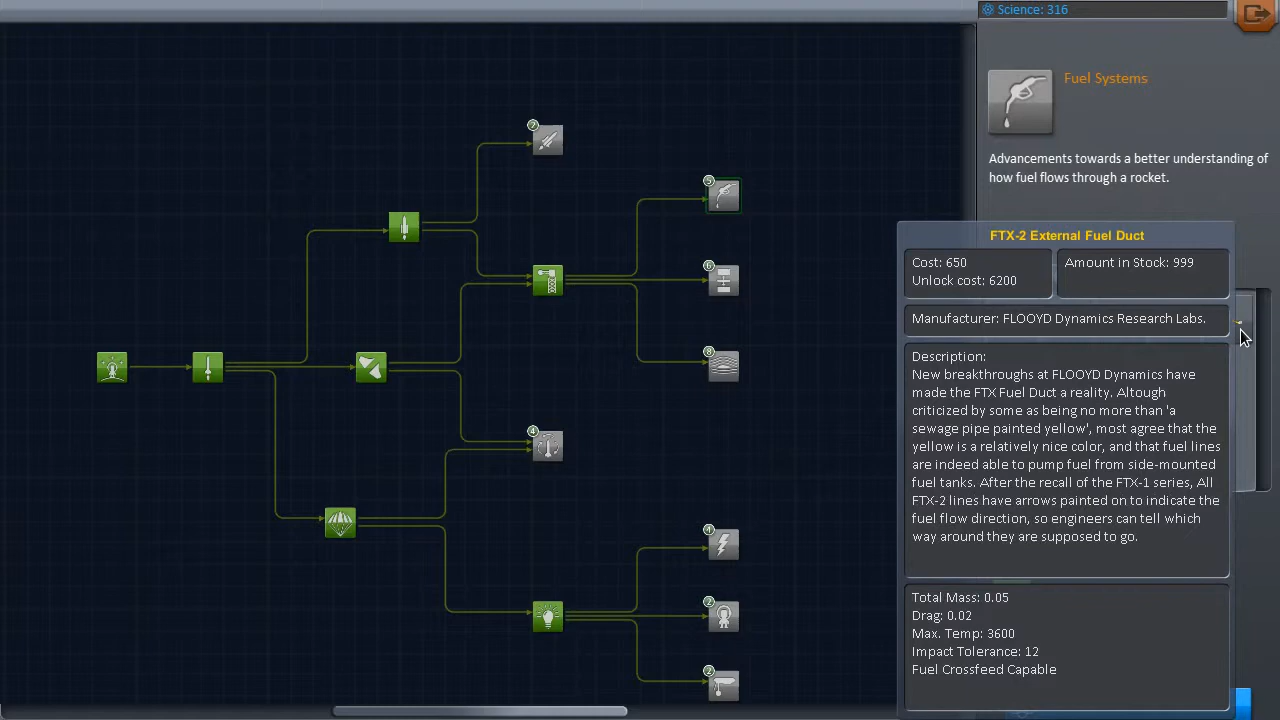 Science: 316
Fuel Systems
Advancements towards a better understanding of
how fuel flows through a rocket.
FTX-2 External Fuel Duct
Cost: 650
Unlock cost: 6200
Amount in Stock: 999
Manufacturer: FLOOYD Dynamics Research Labs.
Description:
New breakthroughs at FLOOYD Dynamics have
made the FTX Fuel Duct a reality. Altough
criticized by some as being no more than 'a
sewage pipe painted yellow', most agree that the
yellow is a relatively nice color, and that fuel lines
are indeed able to pump fuel from side-mounted
fuel tanks. After the recall of the FTX-1 series, All
FTX-2 lines have arrows painted on to indicate the
fuel flow direction, so engineers can tell which
way around they are supposed to go.
Total Mass: 0.05
Drag: 0.02
Max. Temp: 3600
Impact Tolerance: 12
Fuel Crossfeed Capable
5
6
8
4
2
2